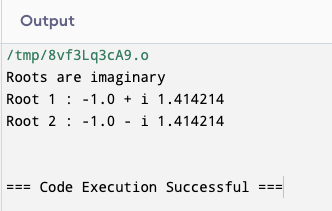 Output
/tmp/8vf3Lq3cA9.o
Roots are imaginary
Root 1 : -1.0 + i 1.414214
Root 2 : -1.0 - i 1.414214
=== Code Execution Successful ===